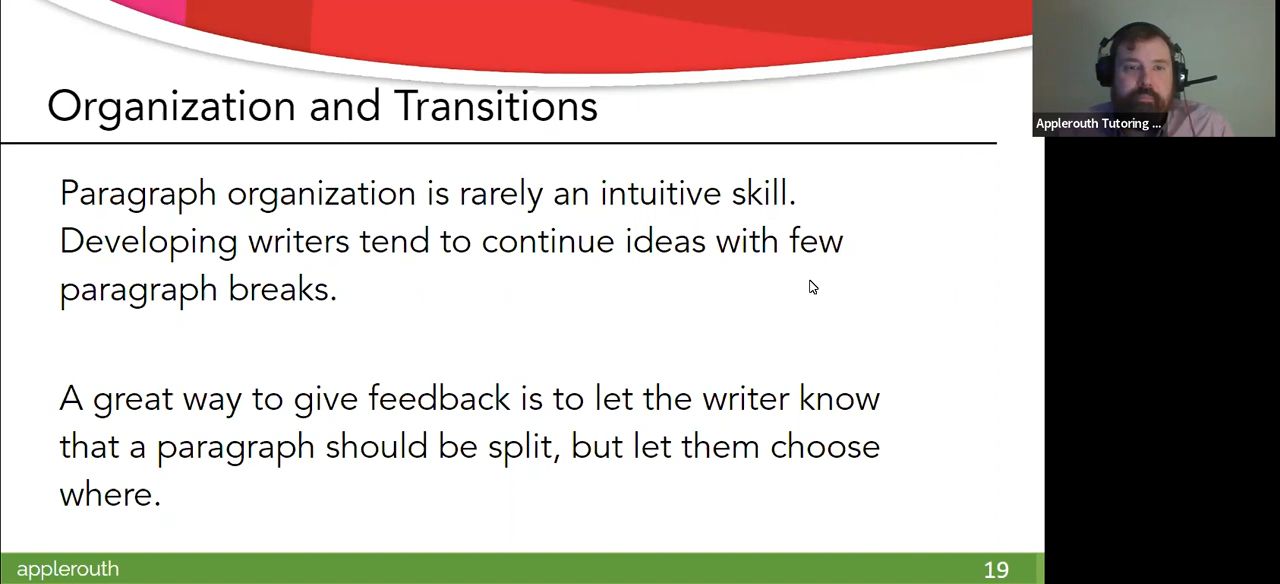 Organization and Transitions
Paragraph organization is rarely an intuitive skill.
Developing writers tend to continue ideas with few
paragraph breaks.
A great way to give feedback is to let the writer know
that a paragraph should be split, but let them choose
where.
applerouth
19
Applerouth Tutoring ...